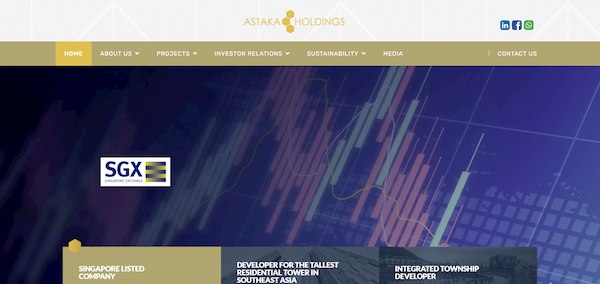 ASTAKA HOLDINGS
HOME ABOUT US PROJECTS INVESTOR RELATIONS SUSTAINABILITY MEDIA CONTACT US
SGX
SINGAPORE EXCHANGE
SINGAPORE LISTED
COMPANY
DEVELOPER FOR THE TALLEST
RESIDENTIAL TOWER IN
SOUTHEAST ASIA
INTEGRATED TOWNSHIP
DEVELOPER